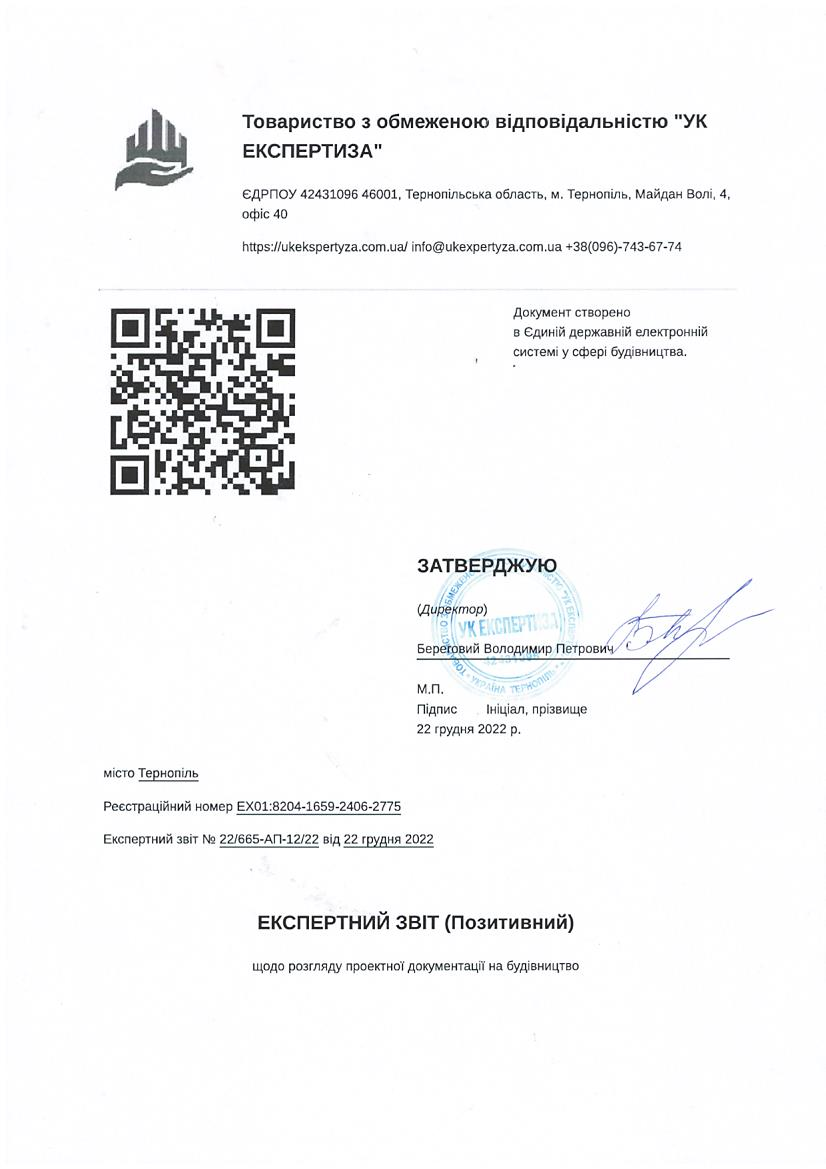 Товариство з обмеженою відповідальністю "УК
ЕКСПЕРТИЗА"
ЄДРПОУ 42431096 46001, Тернопільська область, м. Тернопіль, Майдан Волі, 4,
офіс 40
https://ukekspertyza.com.ua/ info@ukexpertyza.com.ua +38(096)-743-67-74
Документ створено
в Єдиній державній електронній
системі у сфері будівництва.
ЗАТВЕРДЖУЮ
(Директор)
УК ЕКСПЕРТИЗА
Береговий Володимир Петрович
УКРАЇНА ТЕРНОПІЛЬ
М.П.
Підпис Ініціал, прізвище
22 грудня 2022 р.
місто Тернопіль
Реєстраційний номер EX01:8204-1659-2406-2775
Експертний звіт № 22/665-АП-12/22 від 22 грудня 2022
ЕКСПЕРТНИЙ ЗВІТ (Позитивний)
щодо розгляду проектної документації на будівництво